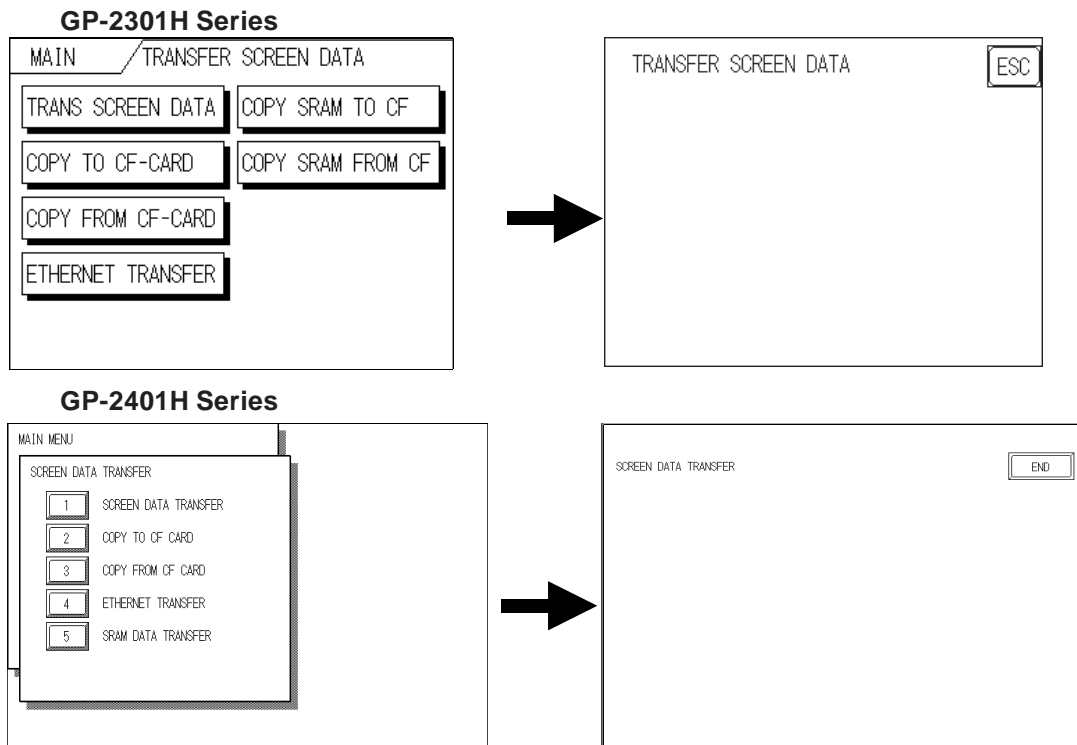 GP-2301H Series
MAIN TRANSFER SCREEN DATA
TRANS SCREEN DATA COPY SRAM TO CF
COPY TO CF-CARD COPY SRAM FROM CF
COPY FROM CF-CARD
ETHERNET TRANSFER
TRANSFER SCREEN DATA ESC
GP-2401H Series
MAIN MENU
SCREEN DATA TRANSFER
1 SCREEN DATA TRANSFER
2 COPY TO CF CARD
3 COPY FROM CF CARD
4 ETHERNET TRANSFER
5 SRAM DATA TRANSFER
SCREEN DATA TRANSFER END